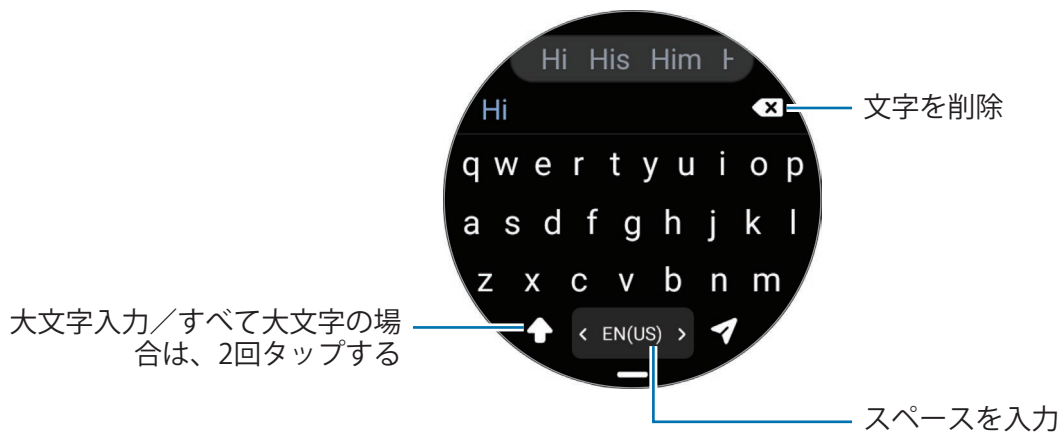 Hi His Him H
Hi
文字を削除
q w e r t y u i o p
a s d f g h j k l
z x c v b n m
大文字入力／すべて大文字の場
合は、2回タップする
< EN(US) >
スペースを入力